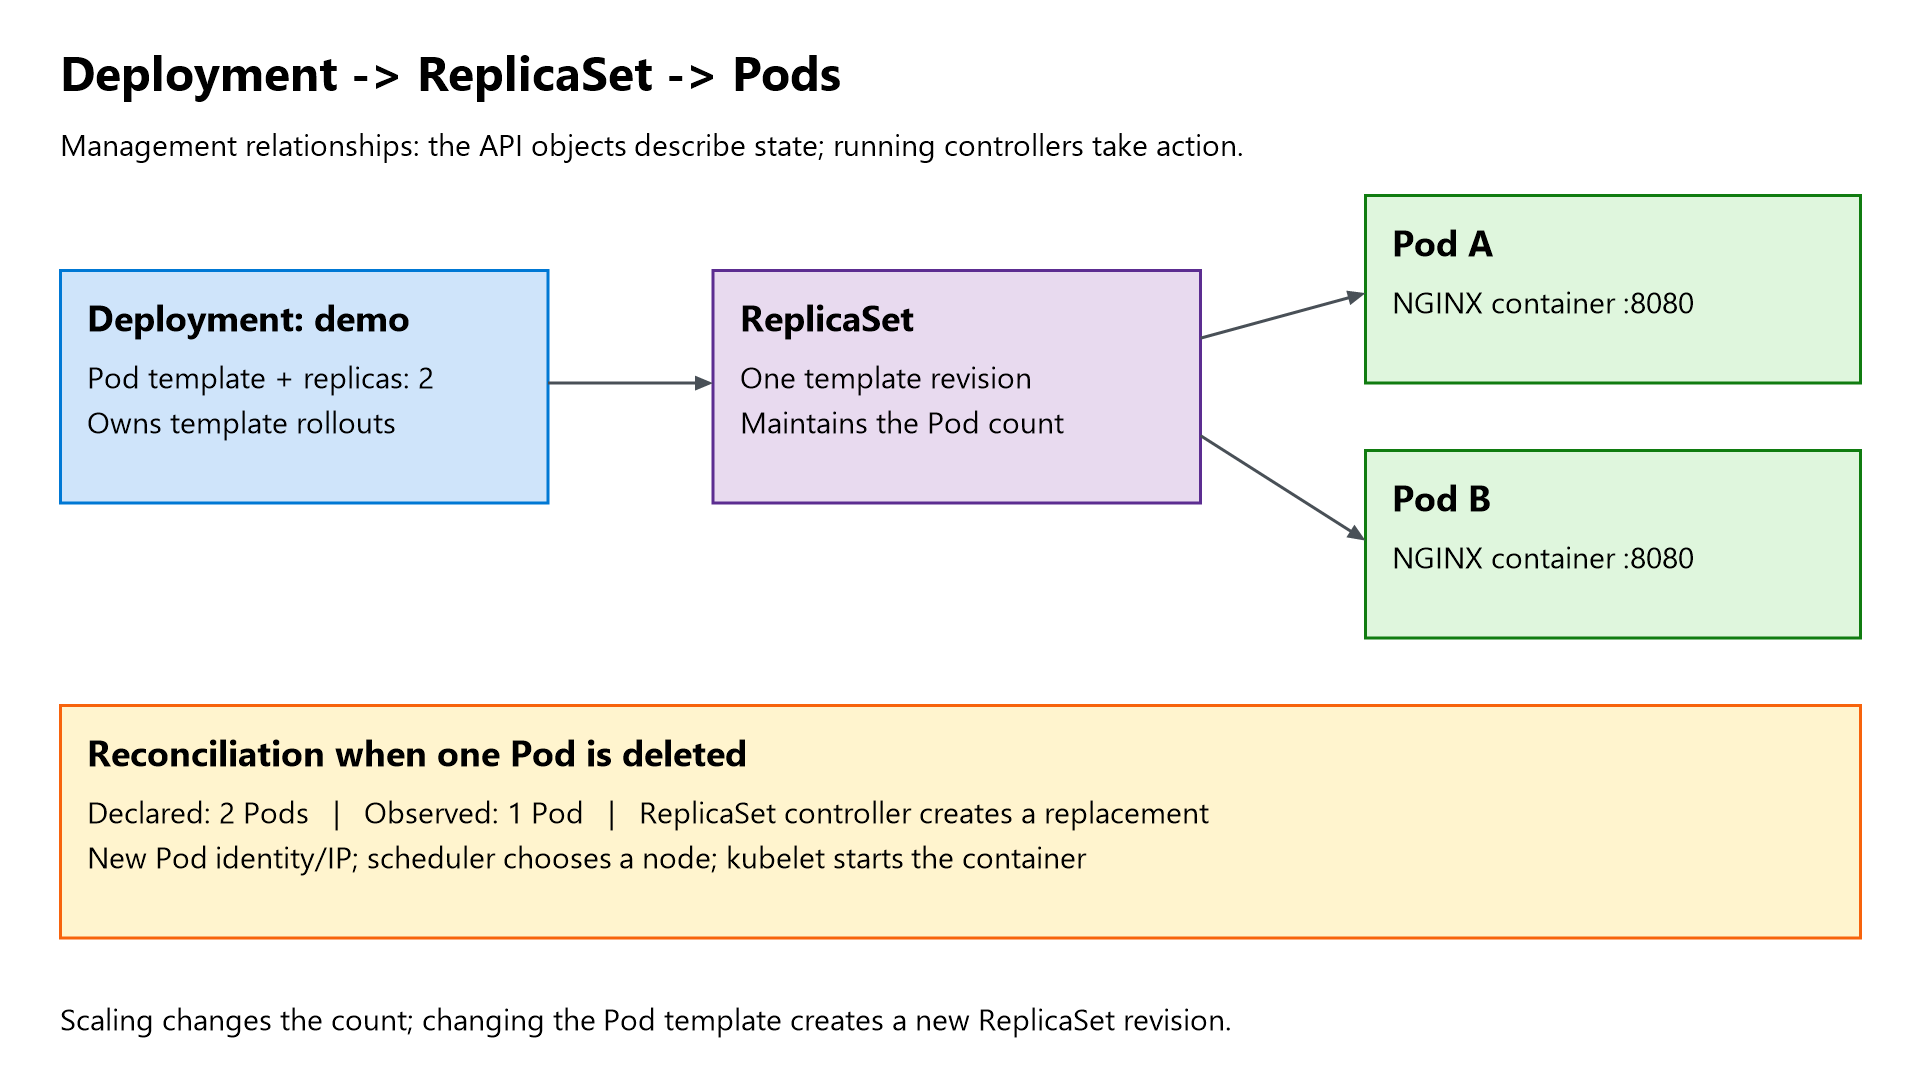 Deployment -> ReplicaSet -> Pods
Management relationships: the API objects describe state; running controllers take action.
Deployment: demo
Pod template + replicas: 2
Owns template rollouts
ReplicaSet
One template revision
Maintains the Pod count
Pod A
NGINX container :8080
Pod B
NGINX container :8080
Reconciliation when one Pod is deleted
Declared: 2 Pods | Observed: 1 Pod | ReplicaSet controller creates a replacement
New Pod identity/IP; scheduler chooses a node; kubelet starts the container
Scaling changes the count; changing the Pod template creates a new ReplicaSet revision.